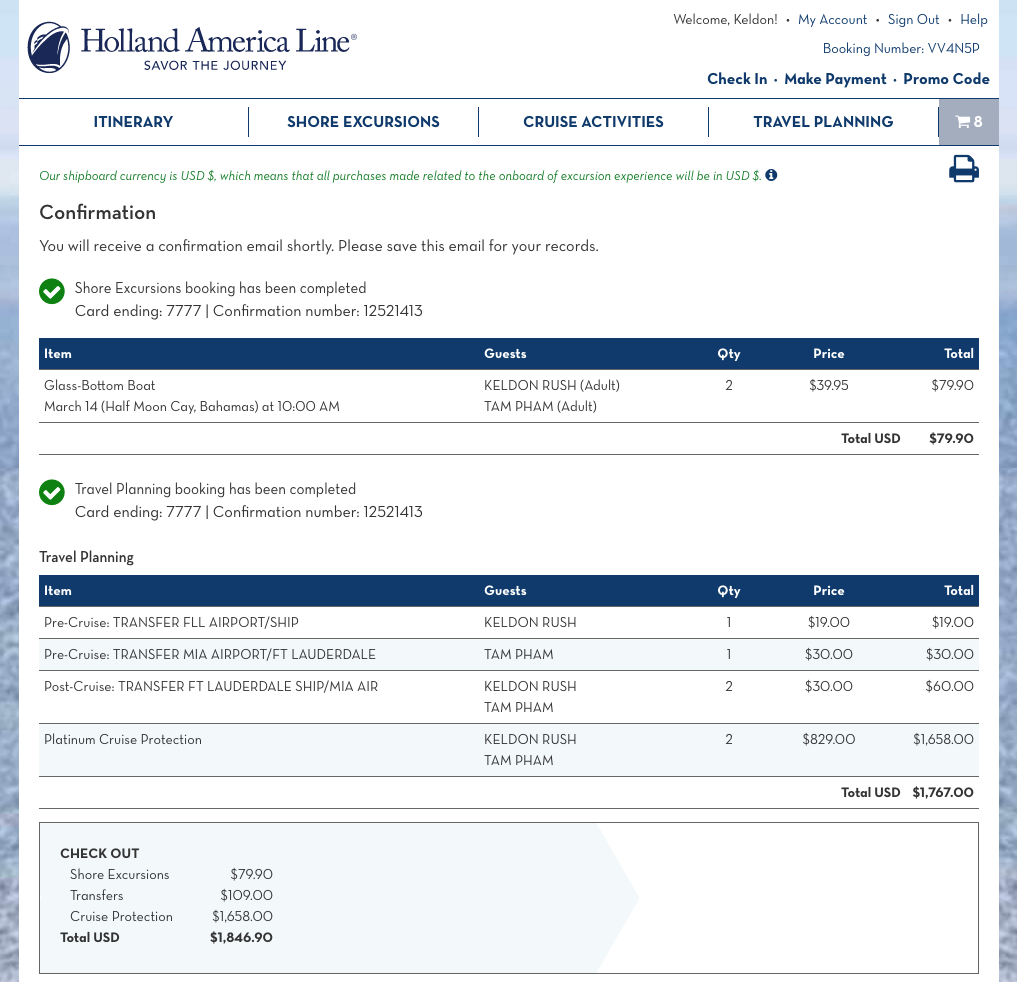 Holland America Line®
SAVOR THE JOURNEY
Welcome, Keldon! • My Account • Sign Out • Help
Booking Number: VV4N5P
Check In · Make Payment · Promo Code
ITINERARY SHORE EXCURSIONS CRUISE ACTIVITIES TRAVEL PLANNING 8
Our shipboard currency is USD $, which means that all purchases made related to the onboard of excursion experience will be in USD $.
Confirmation
You will receive a confirmation email shortly. Please save this email for your records.
Shore Excursions booking has been completed
Card ending: 7777 | Confirmation number: 12521413
Item Guests Qty Price Total
Glass-Bottom Boat KELDON RUSH (Adult) 2 $39.95 $79.90
March 14 (Half Moon Cay, Bahamas) at 10:00 AM TAM PHAM (Adult)
Total USD $79.90
Travel Planning booking has been completed
Card ending: 7777 | Confirmation number: 12521413
Travel Planning
Item Guests Qty Price Total
Pre-Cruise: TRANSFER FLL AIRPORT/SHIP KELDON RUSH 1 $19.00 $19.00
Pre-Cruise: TRANSFER MIA AIRPORT/FT LAUDERDALE TAM PHAM 1 $30.00 $30.00
Post-Cruise: TRANSFER FT LAUDERDALE SHIP/MIA AIR KELDON RUSH 2 $30.00 $60.00
TAM PHAM
Platinum Cruise Protection KELDON RUSH 2 $829.00 $1,658.00
TAM PHAM
Total USD $1,767.00
CHECK OUT
Shore Excursions $79.90
Transfers $109.00
Cruise Protection $1,658.00
Total USD $1,846.90